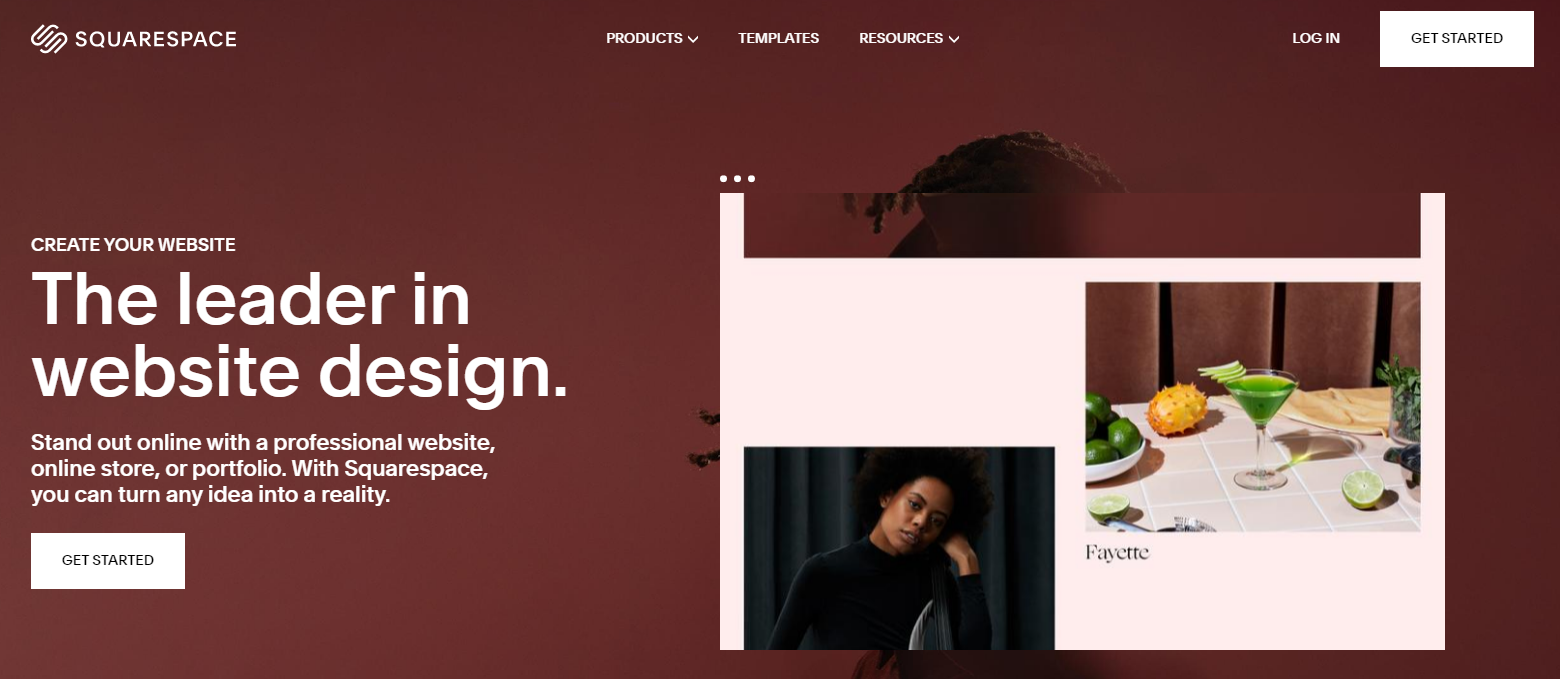 SQUARESPACE
PRODUCTS
TEMPLATES
RESOURCES
LOG IN
GET STARTED
CREATE YOUR WEBSITE
The leader in
website design.
Stand out online with a professional website,
online store, or portfolio. With Squarespace,
you can turn any idea into a reality.
GET STARTED
Fayette